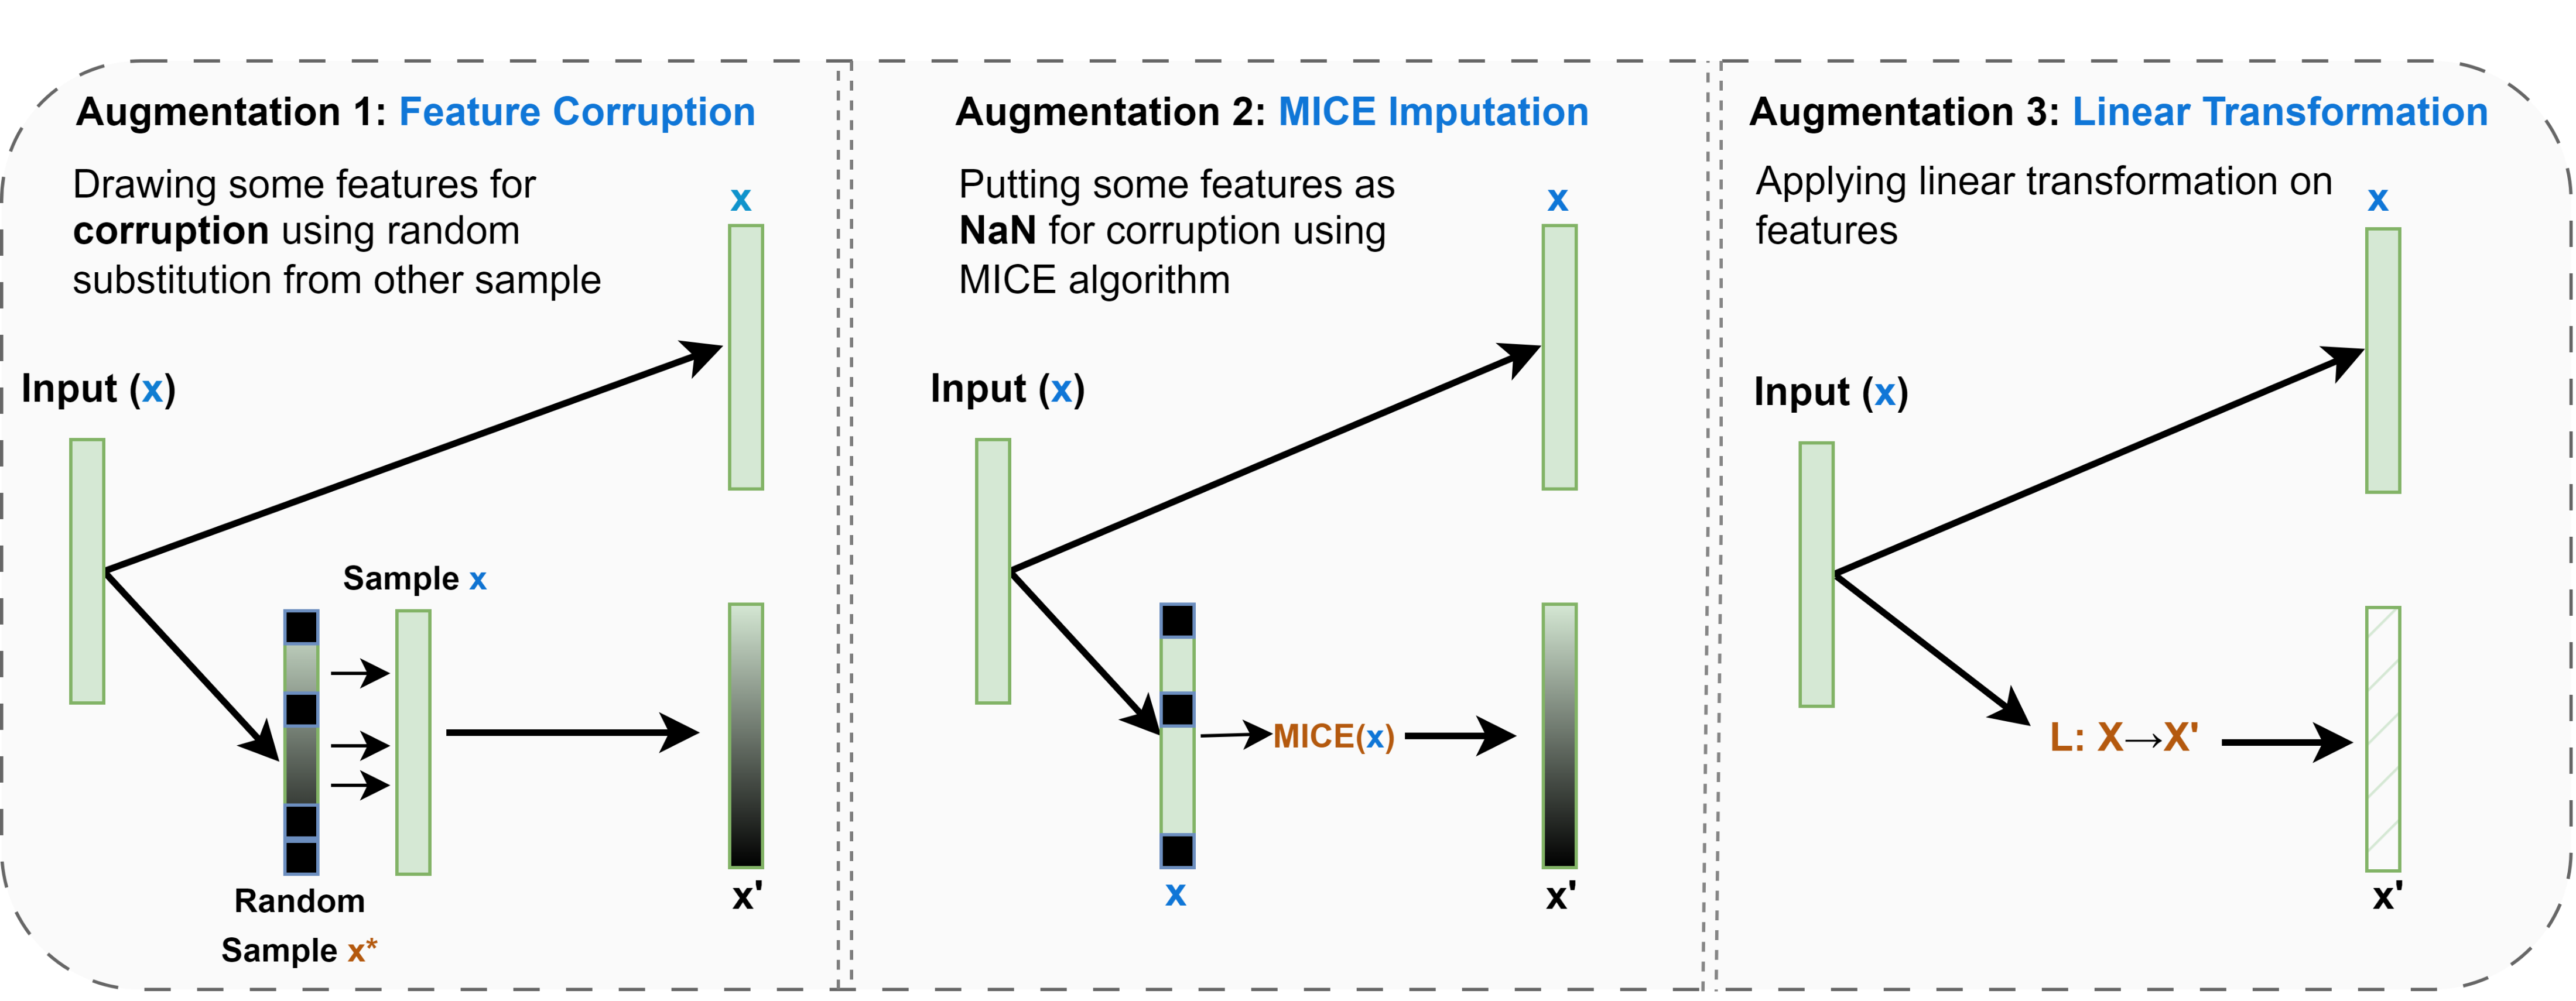 Augmentation 1: Feature Corruption
Drawing some features for
corruption using random
substitution from other sample
x
Input (x)
Sample x
Random
Sample x*
x'
Augmentation 2: MICE Imputation
Putting some features as
NaN for corruption using
MICE algorithm
x
Input (x)
MICE(x)
x
x'
Augmentation 3: Linear Transformation
Applying linear transformation on
features
x
Input (x)
L: X→X'
x'